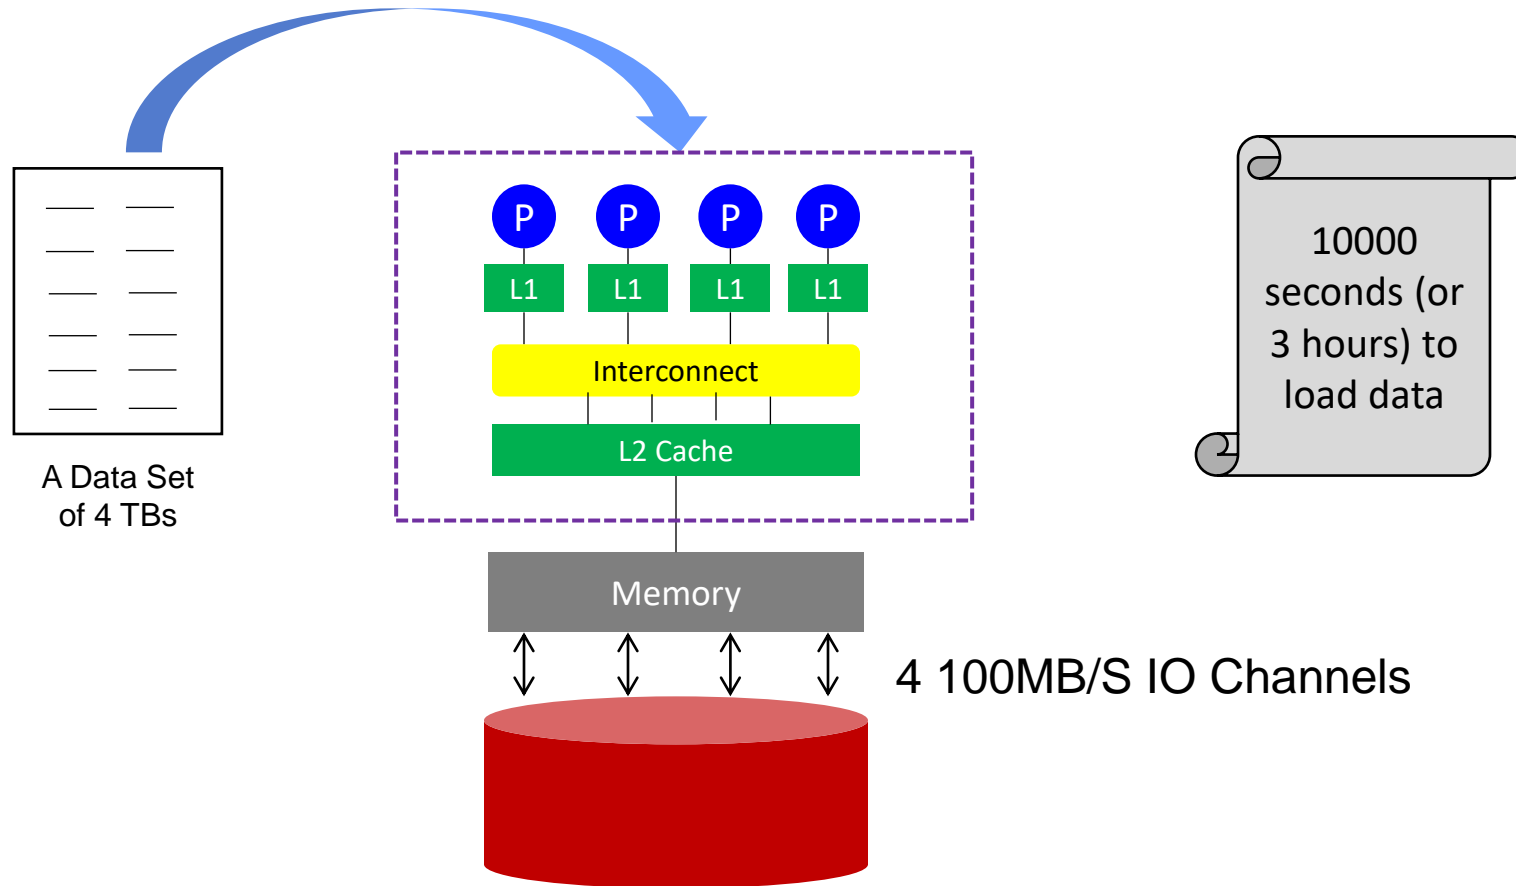 A Data Set
of 4 TBs
P P P P
L1 L1 L1 L1
Interconnect
L2 Cache
Memory
4 100MB/S IO Channels
10000
seconds (or
3 hours) to
load data